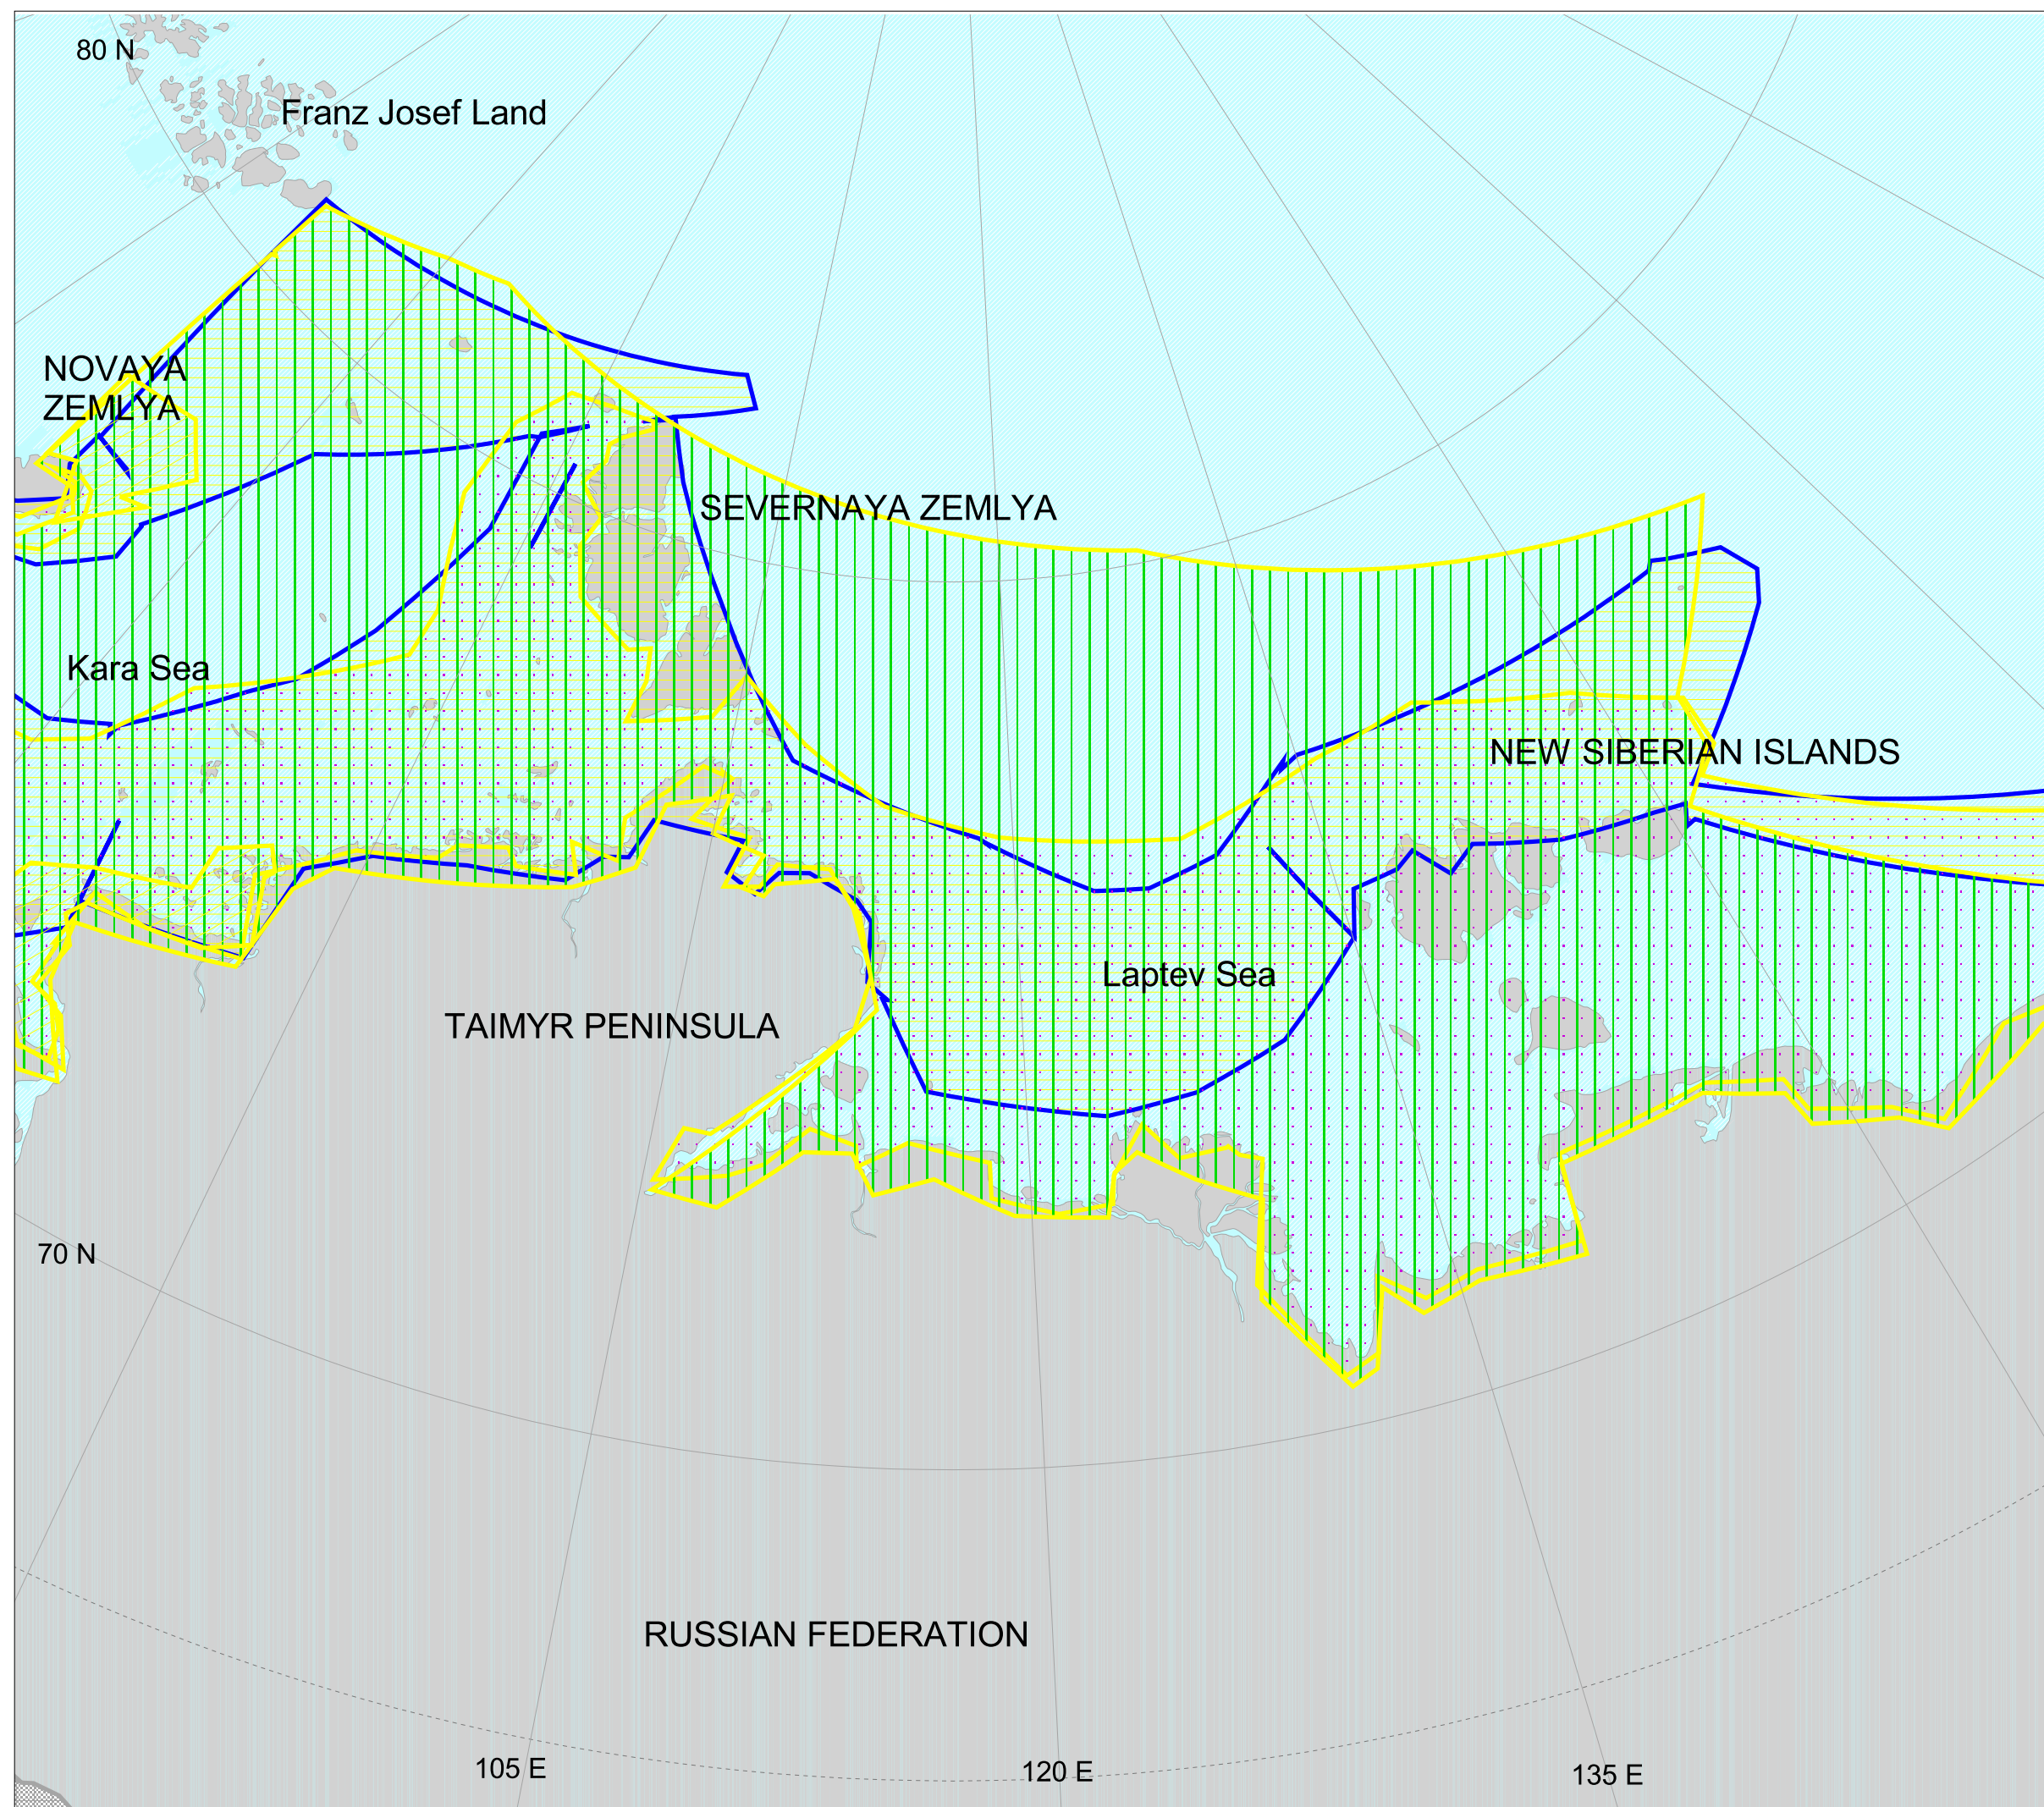 80 N
Franz Josef Land
NOVAYA
ZEMLYA
SEVERNAYA ZEMLYA
Kara Sea
NEW SIBERIAN ISLANDS
Laptev Sea
TAIMYR PENINSULA
70 N
RUSSIAN FEDERATION
105 E
120 E
135 E